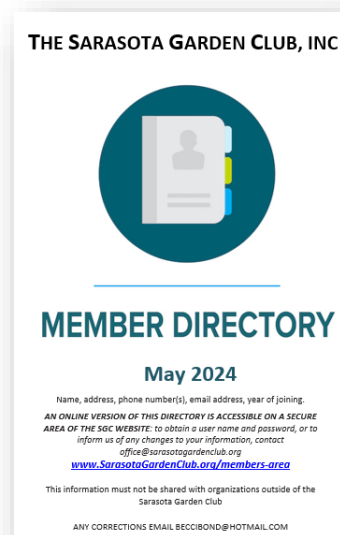 THE SARASOTA GARDEN CLUB, INC
MEMBER DIRECTORY
May 2024
Name, address, phone number(s), email address, year of joining.
AN ONLINE VERSION OF THIS DIRECTORY IS ACCESSIBLE ON A SECURE
AREA OF THE SGC WEBSITE: to obtain a user name and password, or to
inform us of any changes to your information, contact
office@sarasotagardenclub.org
www.SarasotaGardenClub.org/members-area
This information must not be shared with organizations outside of the
Sarasota Garden Club
ANY CORRECTIONS EMAIL BECCIBOND@HOTMAIL.COM